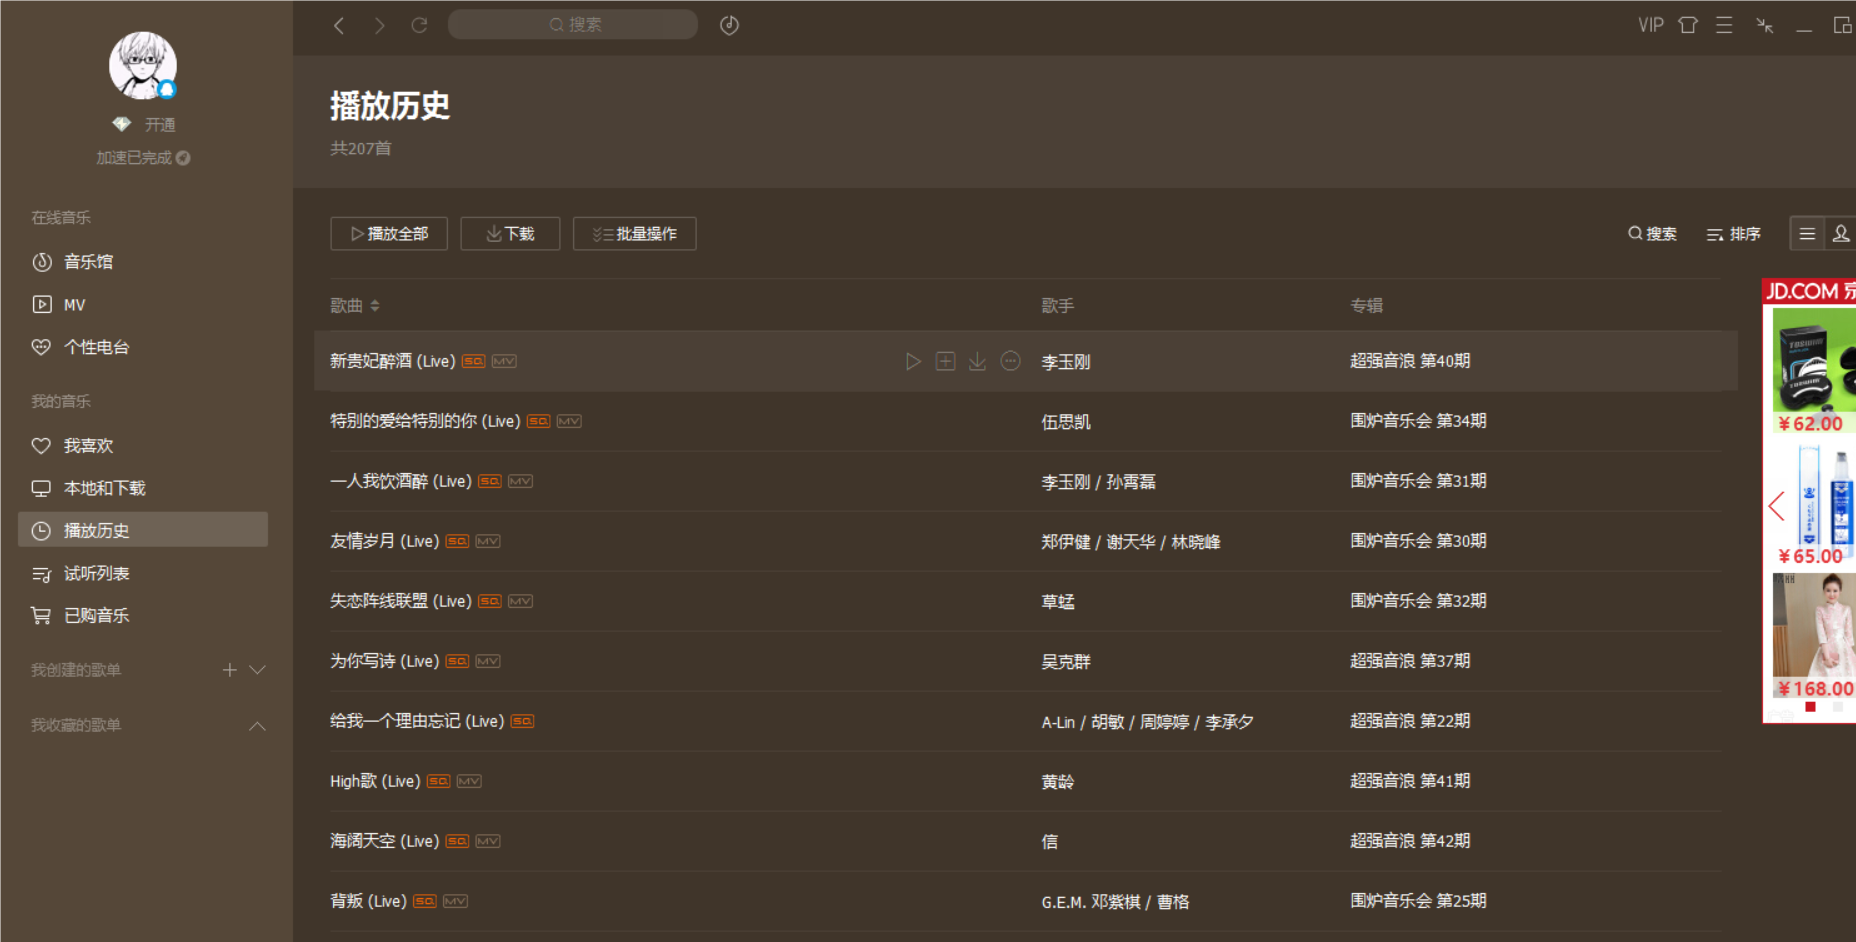 搜索
VIP
开通
加速已完成
在线音乐
音乐馆
MV
个性电台
我的音乐
我喜欢
本地和下载
播放历史
试听列表
已购音乐
我创建的歌单
我收藏的歌单
播放历史
共207首
播放全部 下载 批量操作 搜索 排序
歌曲 歌手 专辑
新贵妃醉酒 (Live) SQ MV 李玉刚 超强音浪 第40期
特别的爱给特别的你 (Live) SQ MV 伍思凯 围炉音乐会 第34期
一人我饮酒醉 (Live) SQ MV 李玉刚 / 孙霄磊 围炉音乐会 第31期
友情岁月 (Live) SQ MV 郑伊健 / 谢天华 / 林晓峰 围炉音乐会 第30期
失恋阵线联盟 (Live) SQ MV 草蜢 围炉音乐会 第32期
为你写诗 (Live) SQ MV 吴克群 超强音浪 第37期
给我一个理由忘记 (Live) SQ A-Lin / 胡敏 / 周婷婷 / 李承夕 超强音浪 第22期
High歌 (Live) SQ MV 黄龄 超强音浪 第41期
海阔天空 (Live) SQ MV 信 超强音浪 第42期
背叛 (Live) SQ MV G.E.M. 邓紫棋 / 曹格 围炉音乐会 第25期
JD.COM 京
¥62.00
¥65.00
¥168.00